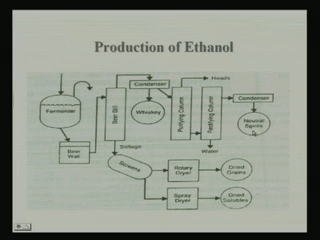 Production of Ethanol
Condenser
Heads
Condenser
Fermenter
Beer Still
Whiskey
Purifying Column
Rectifying Column
Neutral
Spirits
Beer
Well
Stillage
Water
Screens
Rotary
Dryer
Dried
Grains
Spray
Dryer
Dried
Solubles